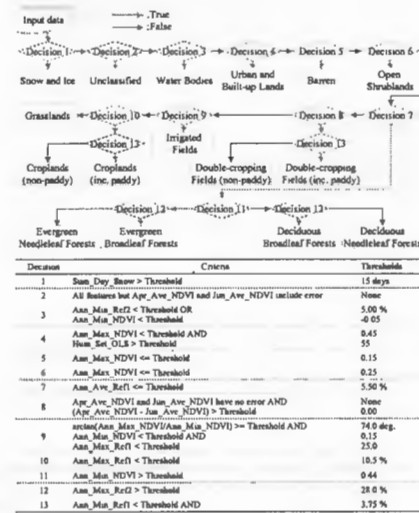 Input data
:True
:False
Decision 1 Decision 2 Decision 3 Decision 4 Decision 5 Decision 6
Snow and Ice Unclassified Water Bodies Urban and Built-up Lands Barren Open Shrublands
Grasslands Decision 10 Decision 9 Decision 8 Decision 7
Decision 13 Irrigated Fields Decision 13
Croplands (non-paddy) Croplands (inc. paddy) Double-cropping Fields (non-paddy) Double-cropping Fields (inc. paddy)
Decision 12 Decision 11 Decision 12
Evergreen Needleleaf Forests Evergreen Broadleaf Forests Deciduous Broadleaf Forests Deciduous Needleleaf Forests
Decision Criteria Thresholds
1 Sum_Day_Snow > Threshold 15 days
2 All features but Apr_Ave_NDVI and Jun_Ave_NDVI include error None
3 Ann_Min_Ref2 < Threshold OR 5.00 %
Ann_Min_NDVI < Threshold -0.05
4 Ann_Max_NDVI < Threshold AND 0.45
Num_Sat_OLS > Threshold 55
5 Ann_Max_NDVI <= Threshold 0.15
6 Ann_Max_NDVI <= Threshold 0.25
7 Ann_Ave_Ref1 <= Threshold 5.50 %
8 Apr_Ave_NDVI and Jun_Ave_NDVI have no error AND None
(Apr_Ave_NDVI - Jun_Ave_NDVI) > Threshold 0.00
9 arctan(Ann_Max_NDVI/Ann_Min_NDVI) >= Threshold AND 74.0 deg.
Ann_Min_NDVI < Threshold AND 0.15
Ann_Max_Ref1 < Threshold 25.0
10 Ann_Max_Ref1 < Threshold 10.5 %
11 Ann_Min_NDVI > Threshold 0.44
12 Ann_Max_Ref2 > Threshold 28.0 %
13 Ann_Min_Ref1 < Threshold AND 3.75 %